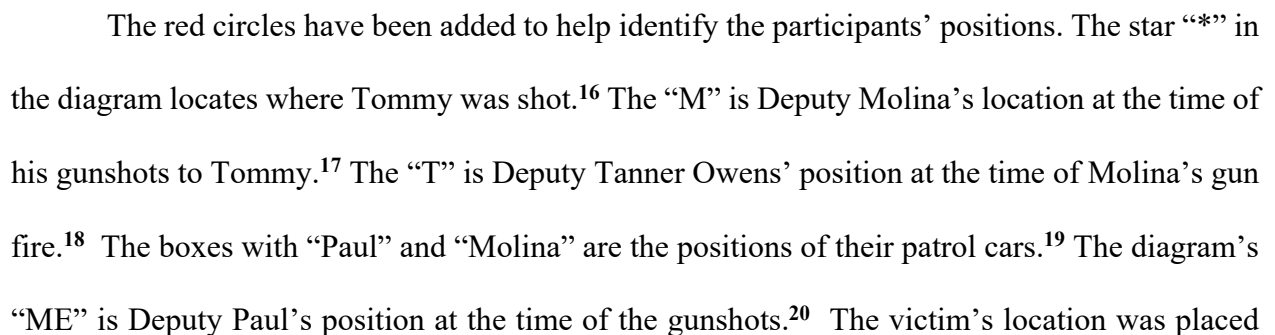 The red circles have been added to help identify the participants’ positions. The star “*” in
the diagram locates where Tommy was shot.16 The “M” is Deputy Molina’s location at the time of
his gunshots to Tommy.17 The “T” is Deputy Tanner Owens’ position at the time of Molina’s gun
fire.18 The boxes with “Paul” and “Molina” are the positions of their patrol cars.19 The diagram’s
“ME” is Deputy Paul’s position at the time of the gunshots.20 The victim’s location was placed